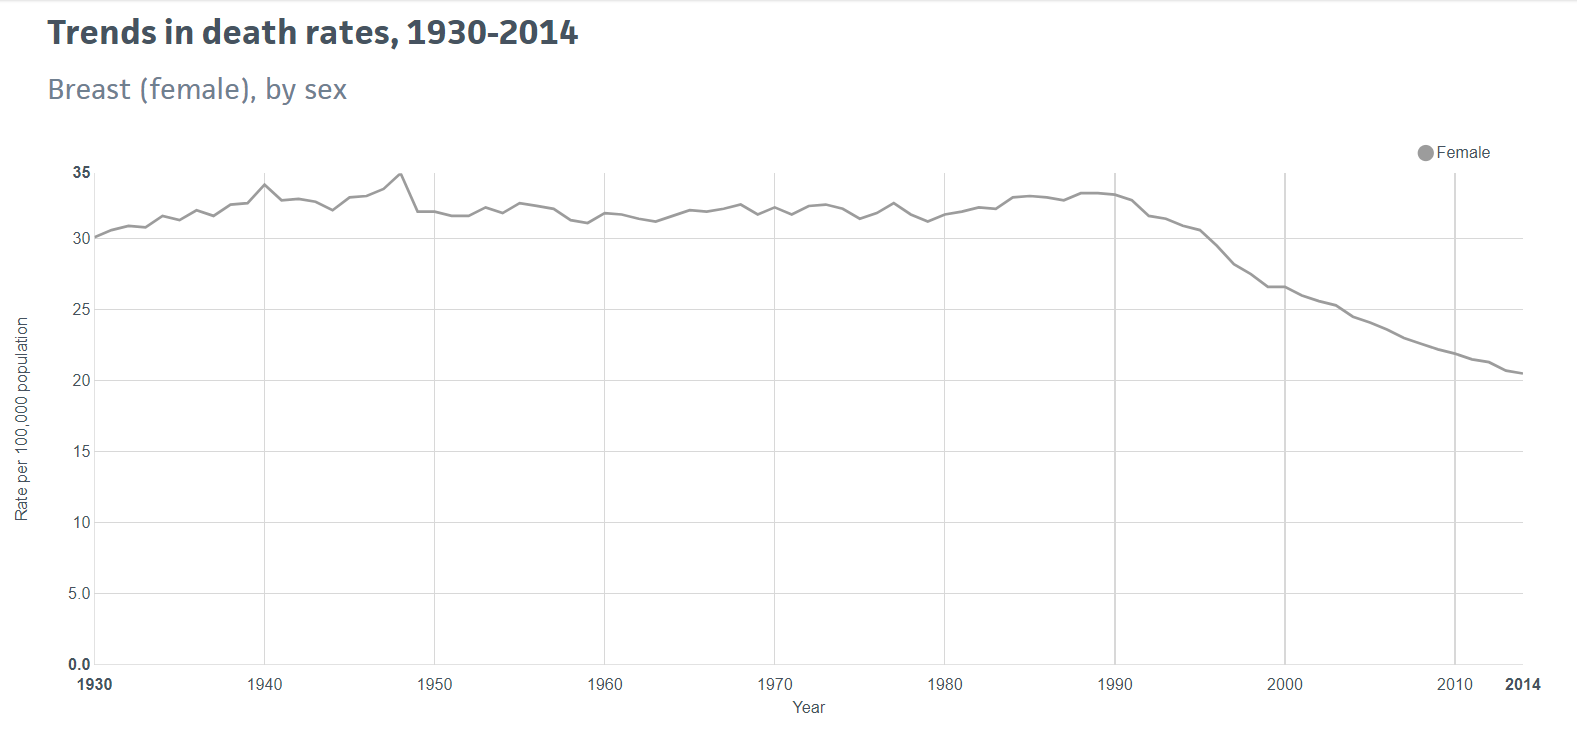 Trends in death rates, 1930-2014
Breast (female), by sex
Female
35
30
25
20
15
10
5.0
0.0
Rate per 100,000 population
1930 1940 1950 1960 1970 1980 1990 2000 2010 2014
Year